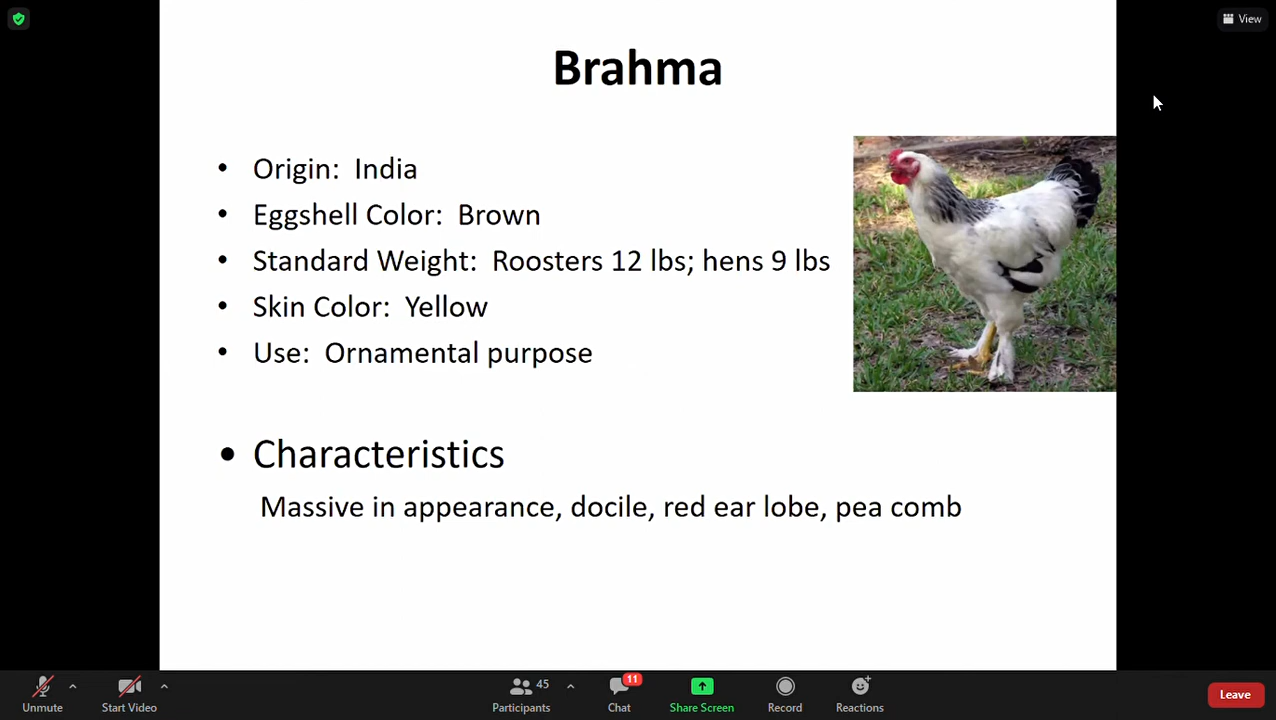 View
Brahma
• Origin: India
• Eggshell Color: Brown
• Standard Weight: Roosters 12 lbs; hens 9 lbs
• Skin Color: Yellow
• Use: Ornamental purpose
• Characteristics
Massive in appearance, docile, red ear lobe, pea comb
45
11
Unmute
Start Video
Participants
Chat
Share Screen
Record
Reactions
Leave